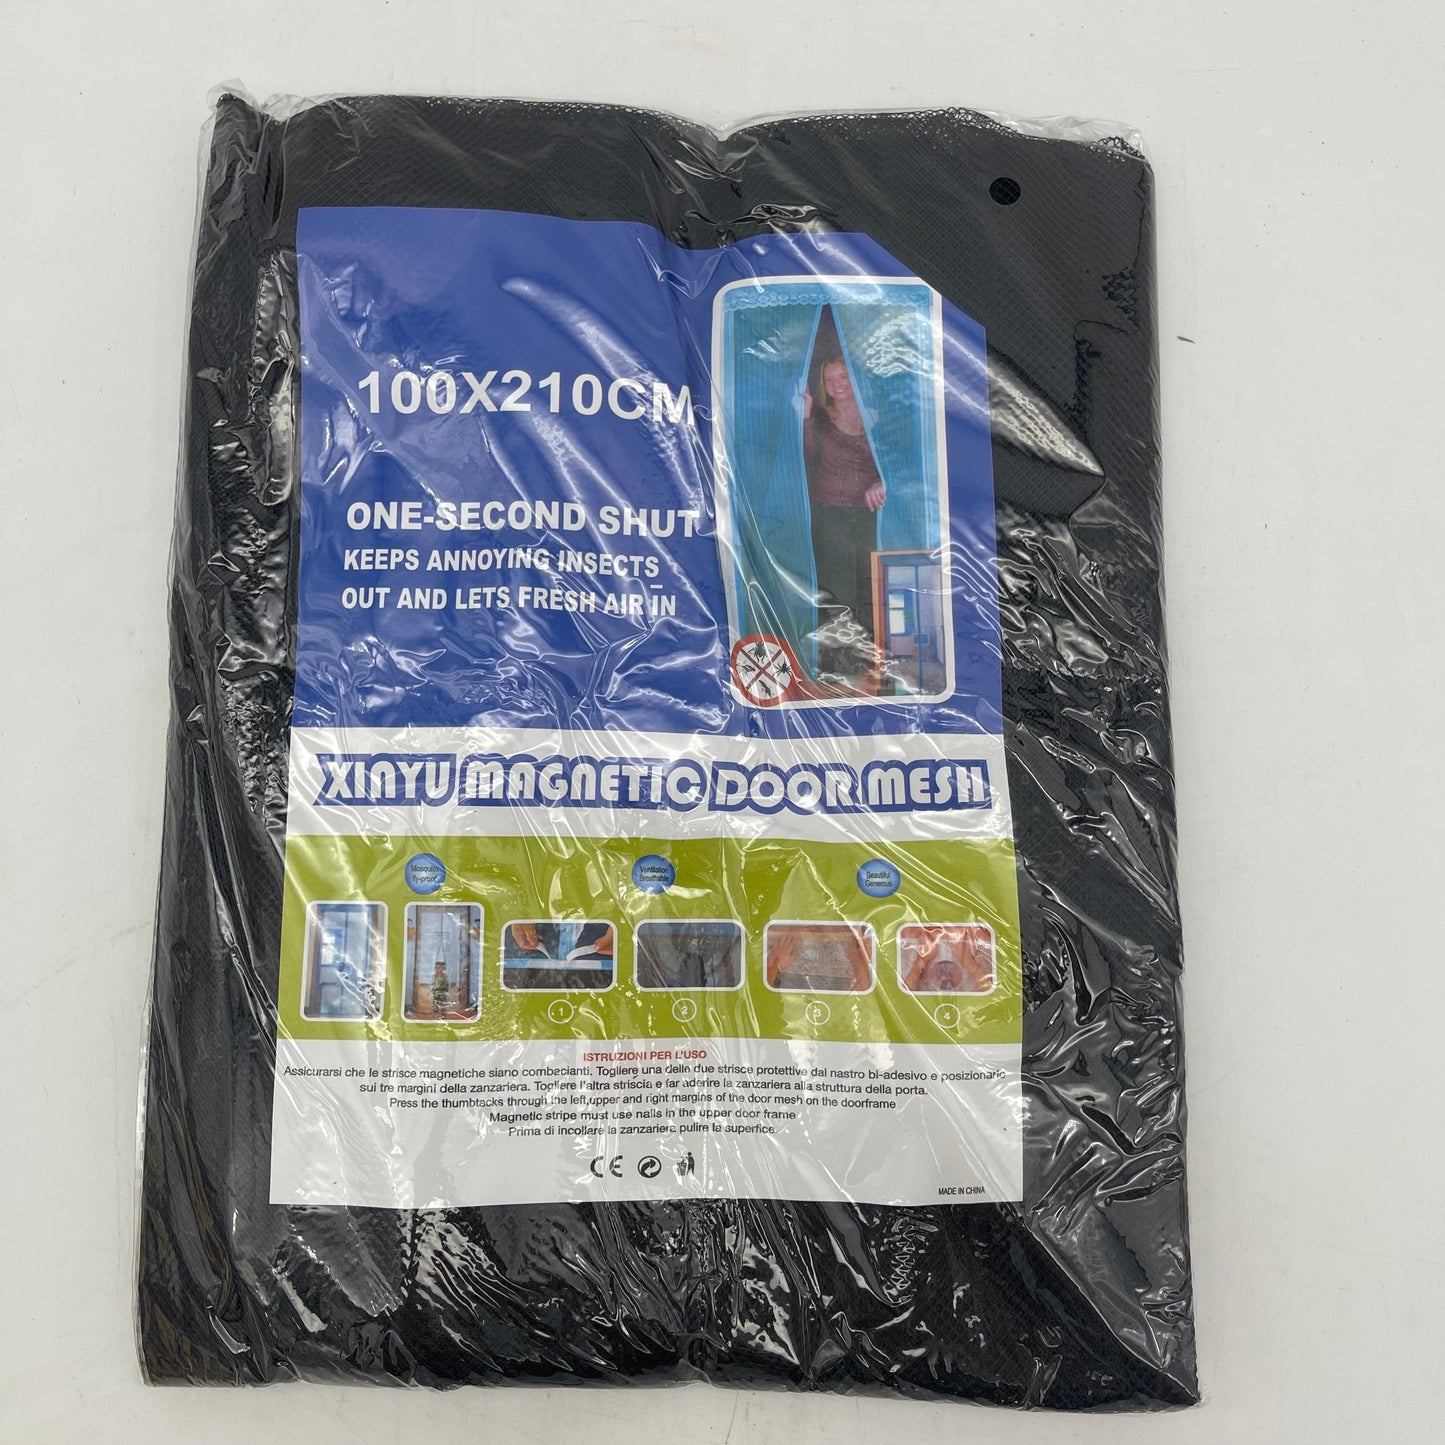 100X210CM
ONE-SECOND SHUT
KEEPS ANNOYING INSECTS
OUT AND LETS FRESH AIR IN
XINYU MAGNETIC DOOR MESH
Mosquito
fly-proof
Ventilation
Breathable
Beautiful
Generous
1
2
3
4
ISTRUZIONI PER L'USO
Assicurarsi che le strisce magnetiche siano combacianti. Togliere una delle due strisce protettive dal nastro bi-adesivo e posizionarlo
sui tre margini della zanzariera. Togliere l'altra striscia e far aderire la zanzariera alla struttura della porta.
Press the thumbtacks through the left,upper and right margins of the door mesh on the doorframe
Magnetic stripe must use nails in the upper door frame
Prima di incollare la zanzariera pulire la superfice.
CE
MADE IN CHINA